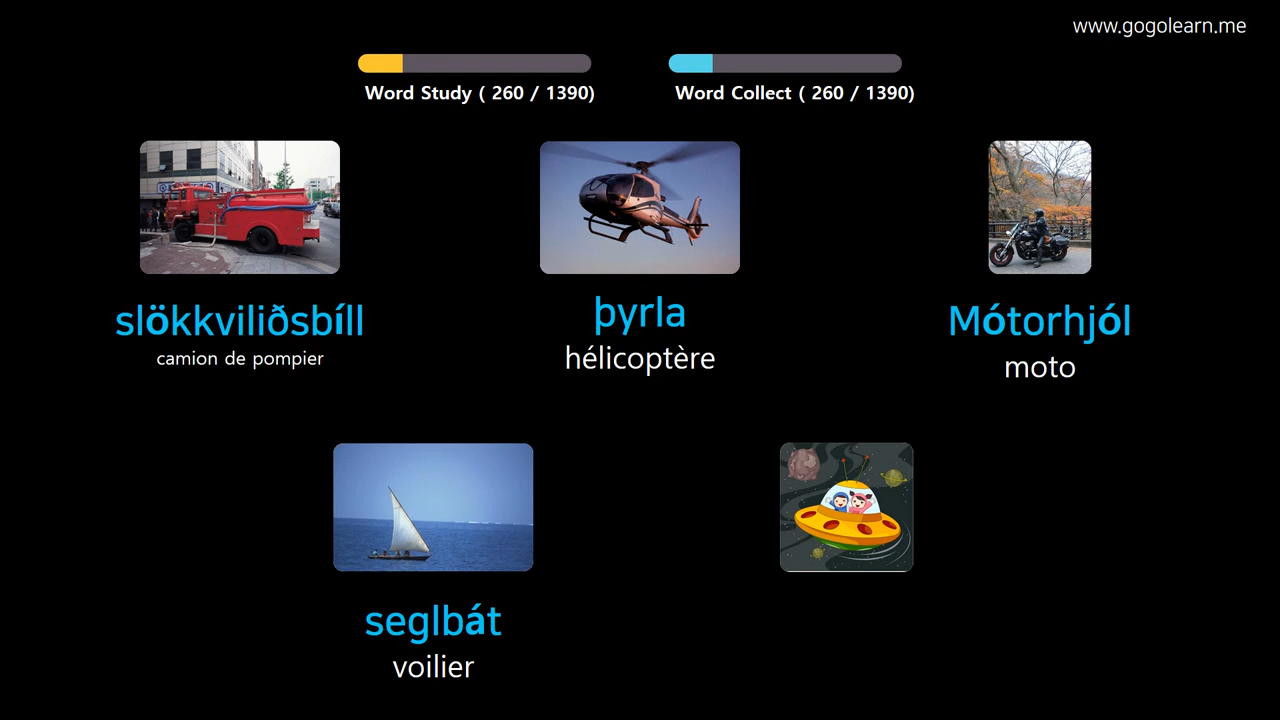 www.gogolearn.me
Word Study ( 260 / 1390)
Word Collect ( 260 / 1390)
slökkviliðsbíll
camion de pompier
þyrla
hélicoptère
Mótorhjól
moto
seglbát
voilier